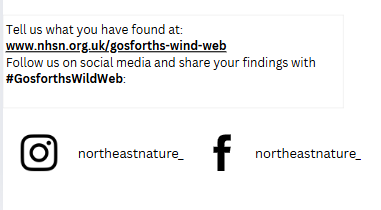 Tell us what you have found at:
www.nhsn.org.uk/gosforths-wind-web
Follow us on social media and share your findings with
#GosforthsWildWeb:
northeastnature_ northeastnature_